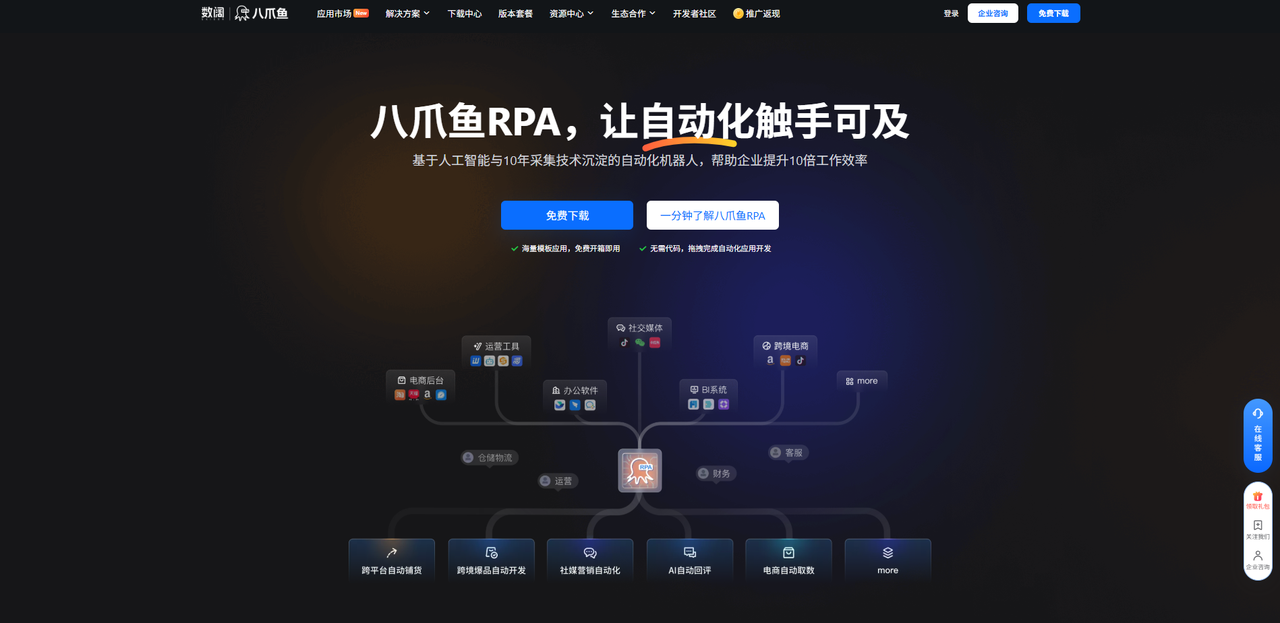 数阔 八爪鱼 应用市场 New 解决方案 下载中心 版本套餐 资源中心 生态合作 开发者社区 推广返现 登录 企业咨询 免费下载
八爪鱼RPA，让自动化触手可及
基于人工智能与10年采集技术沉淀的自动化机器人，帮助企业提升10倍工作效率
免费下载 一分钟了解八爪鱼RPA
海量模板应用，免费开箱即用 无需代码，拖拽完成自动化应用开发
社交媒体
运营工具 跨境电商
电商后台 more
办公软件 BI系统
仓储物流 客服
运营 财务
RPA
跨平台自动铺货 跨境爆品自动开发 社媒营销自动化 AI自动回评 电商自动取数 more
在线客服
领取礼包
关注我们
企业咨询